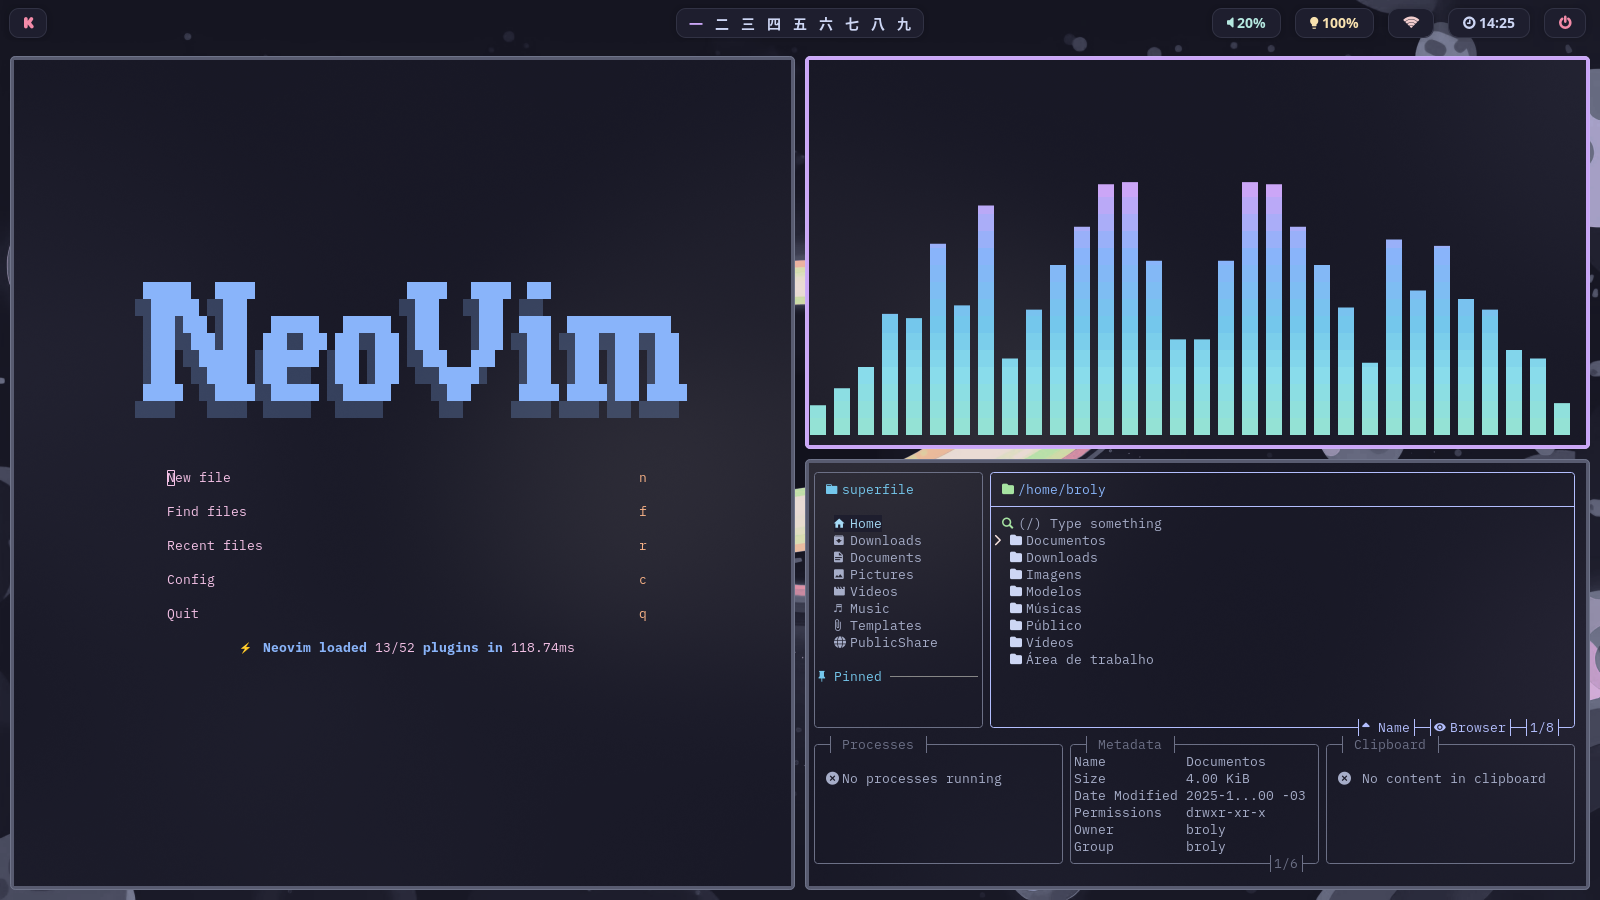 K
一 二 三 四 五 六 七 八 九
20%
100%
14:25
NeoVim
New file n
Find files f
Recent files r
Config c
Quit q
⚡ Neovim loaded 13/52 plugins in 118.74ms
superfile
Home
Downloads
Documents
Pictures
Videos
Music
Templates
PublicShare
Pinned
/home/broly
(/) Type something
Documentos
Downloads
Imagens
Modelos
Músicas
Público
Vídeos
Área de trabalho
Name Browser 1/8
Processes
No processes running
Metadata
Name Documentos
Size 4.00 KiB
Date Modified 2025-1...00 -03
Permissions drwxr-xr-x
Owner broly
Group broly
1/6
Clipboard
No content in clipboard